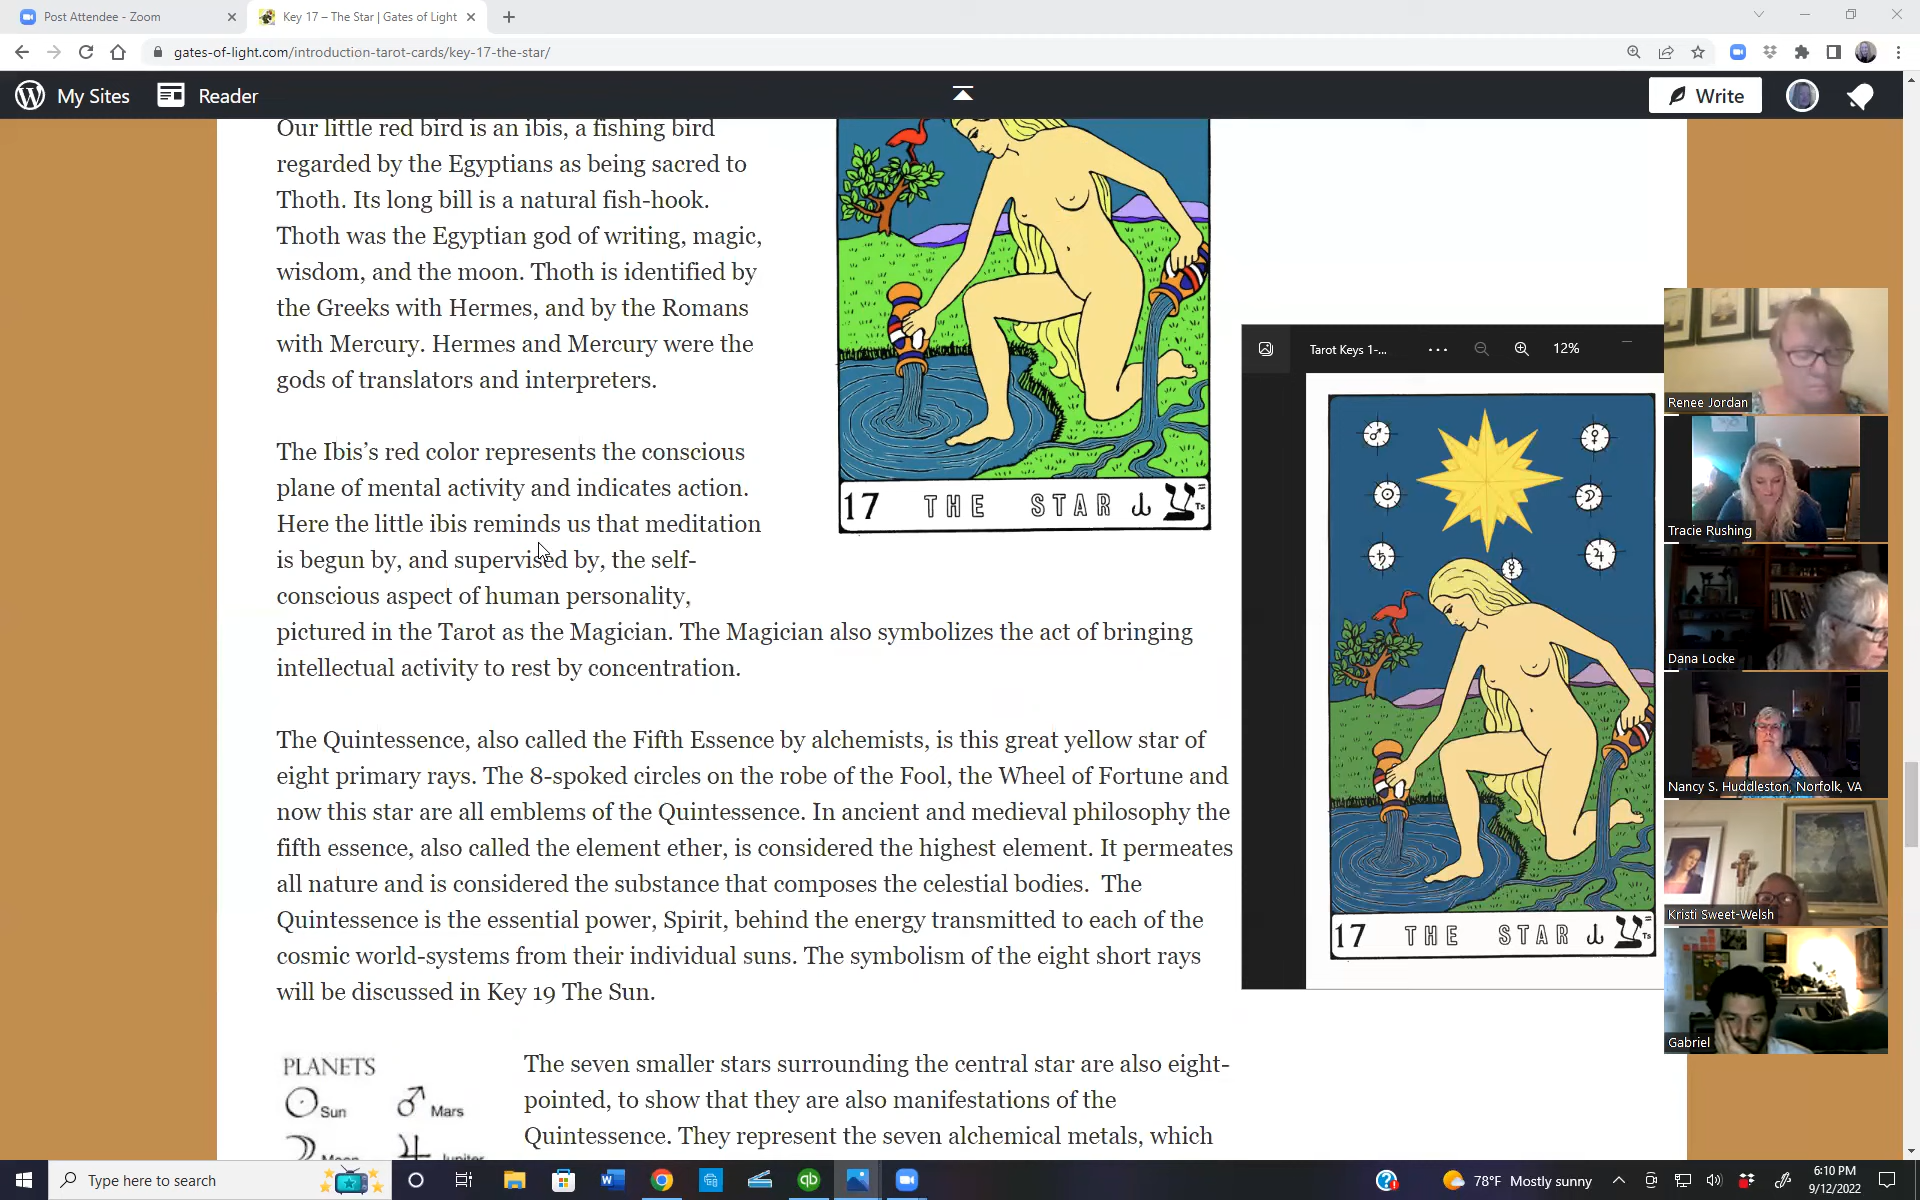 Post Attendee - Zoom
Key 17 – The Star | Gates of Light
gates-of-light.com/introduction-tarot-cards/key-17-the-star/
My Sites
Reader
Write
Our little red bird is an ibis, a fishing bird
regarded by the Egyptians as being sacred to
Thoth. Its long bill is a natural fish-hook.
Thoth was the Egyptian god of writing, magic,
wisdom, and the moon. Thoth is identified by
the Greeks with Hermes, and by the Romans
with Mercury. Hermes and Mercury were the
gods of translators and interpreters.
The Ibis’s red color represents the conscious
plane of mental activity and indicates action.
Here the little ibis reminds us that meditation
is begun by, and supervised by, the self-
conscious aspect of human personality,
pictured in the Tarot as the Magician. The Magician also symbolizes the act of bringing
intellectual activity to rest by concentration.
17 THE STAR צ Ts
The Quintessence, also called the Fifth Essence by alchemists, is this great yellow star of
eight primary rays. The 8-spoked circles on the robe of the Fool, the Wheel of Fortune and
now this star are all emblems of the Quintessence. In ancient and medieval philosophy the
fifth essence, also called the element ether, is considered the highest element. It permeates
all nature and is considered the substance that composes the celestial bodies.  The
Quintessence is the essential power, Spirit, behind the energy transmitted to each of the
cosmic world-systems from their individual suns. The symbolism of the eight short rays
will be discussed in Key 19 The Sun.
PLANETS
Sun
Mars
Moon
Jupiter
The seven smaller stars surrounding the central star are also eight-
pointed, to show that they are also manifestations of the
Quintessence. They represent the seven alchemical metals, which
Tarot Keys 1-...
12%
♂ ♀
☉ ☽
♄ ☿ ♃
17 THE STAR צ Ts
Renee Jordan
Tracie Rushing
Dana Locke
Nancy S. Huddleston, Norfolk, VA
Kristi Sweet-Welsh
Gabriel
Type here to search
78°F Mostly sunny
6:10 PM
9/12/2022